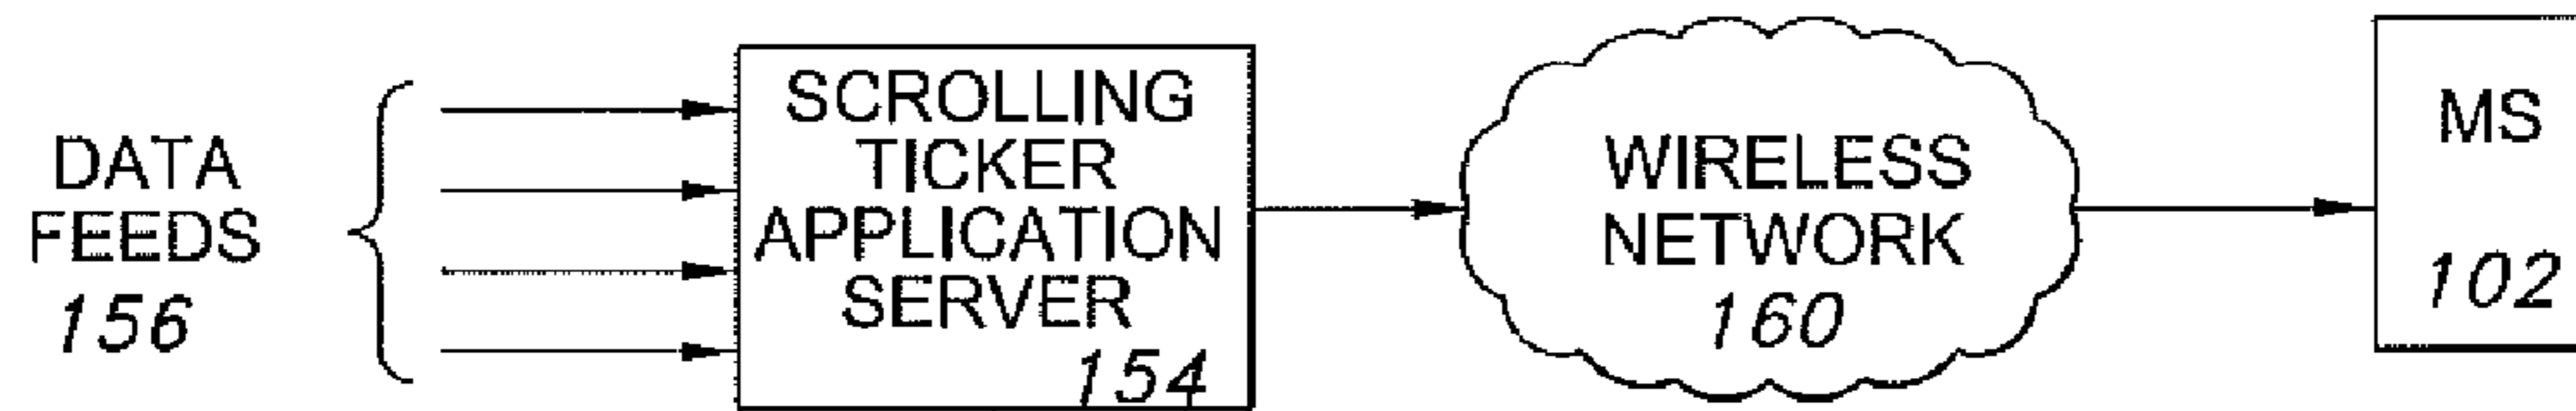 DATA
FEEDS
156
SCROLLING
TICKER
APPLICATION
SERVER
154
WIRELESS
NETWORK
160
MS
102